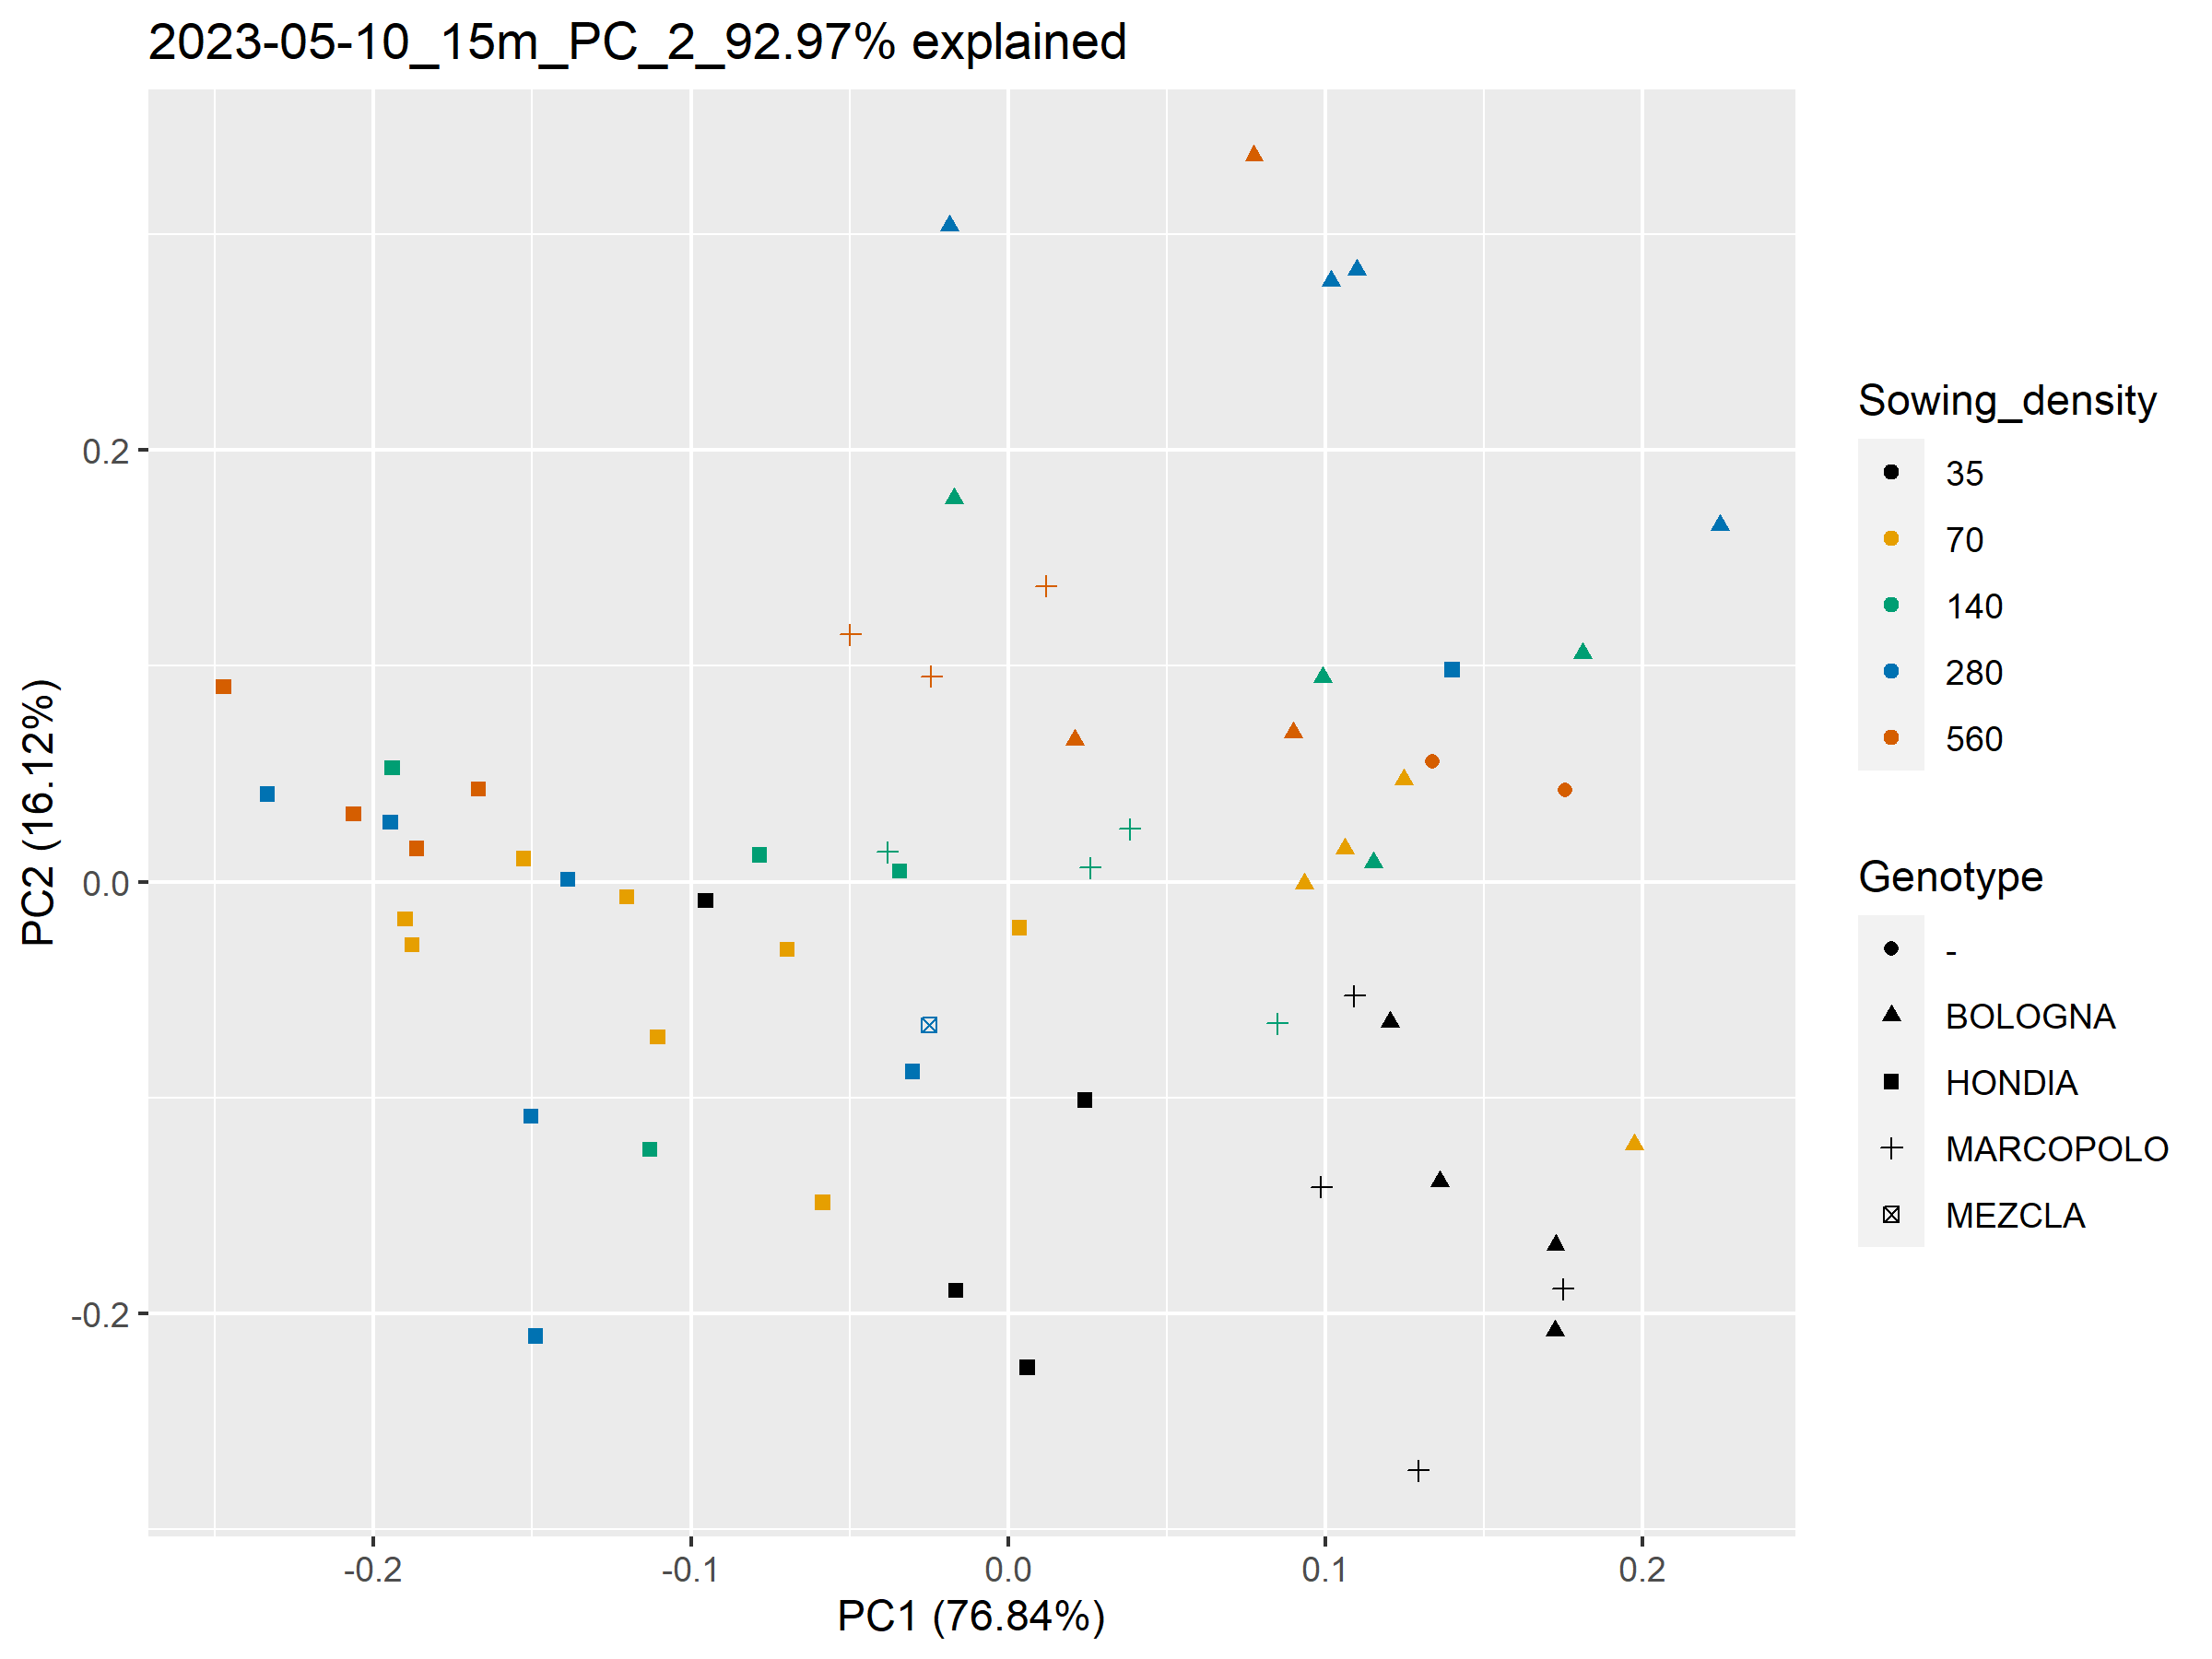 2023-05-10_15m_PC_2_92.97% explained
PC2 (16.12%)
0.2
0.0
-0.2
-0.2
-0.1
0.0
0.1
0.2
PC1 (76.84%)
Sowing_density
35
70
140
280
560
Genotype
-
BOLOGNA
HONDIA
MARCOPOLO
MEZCLA